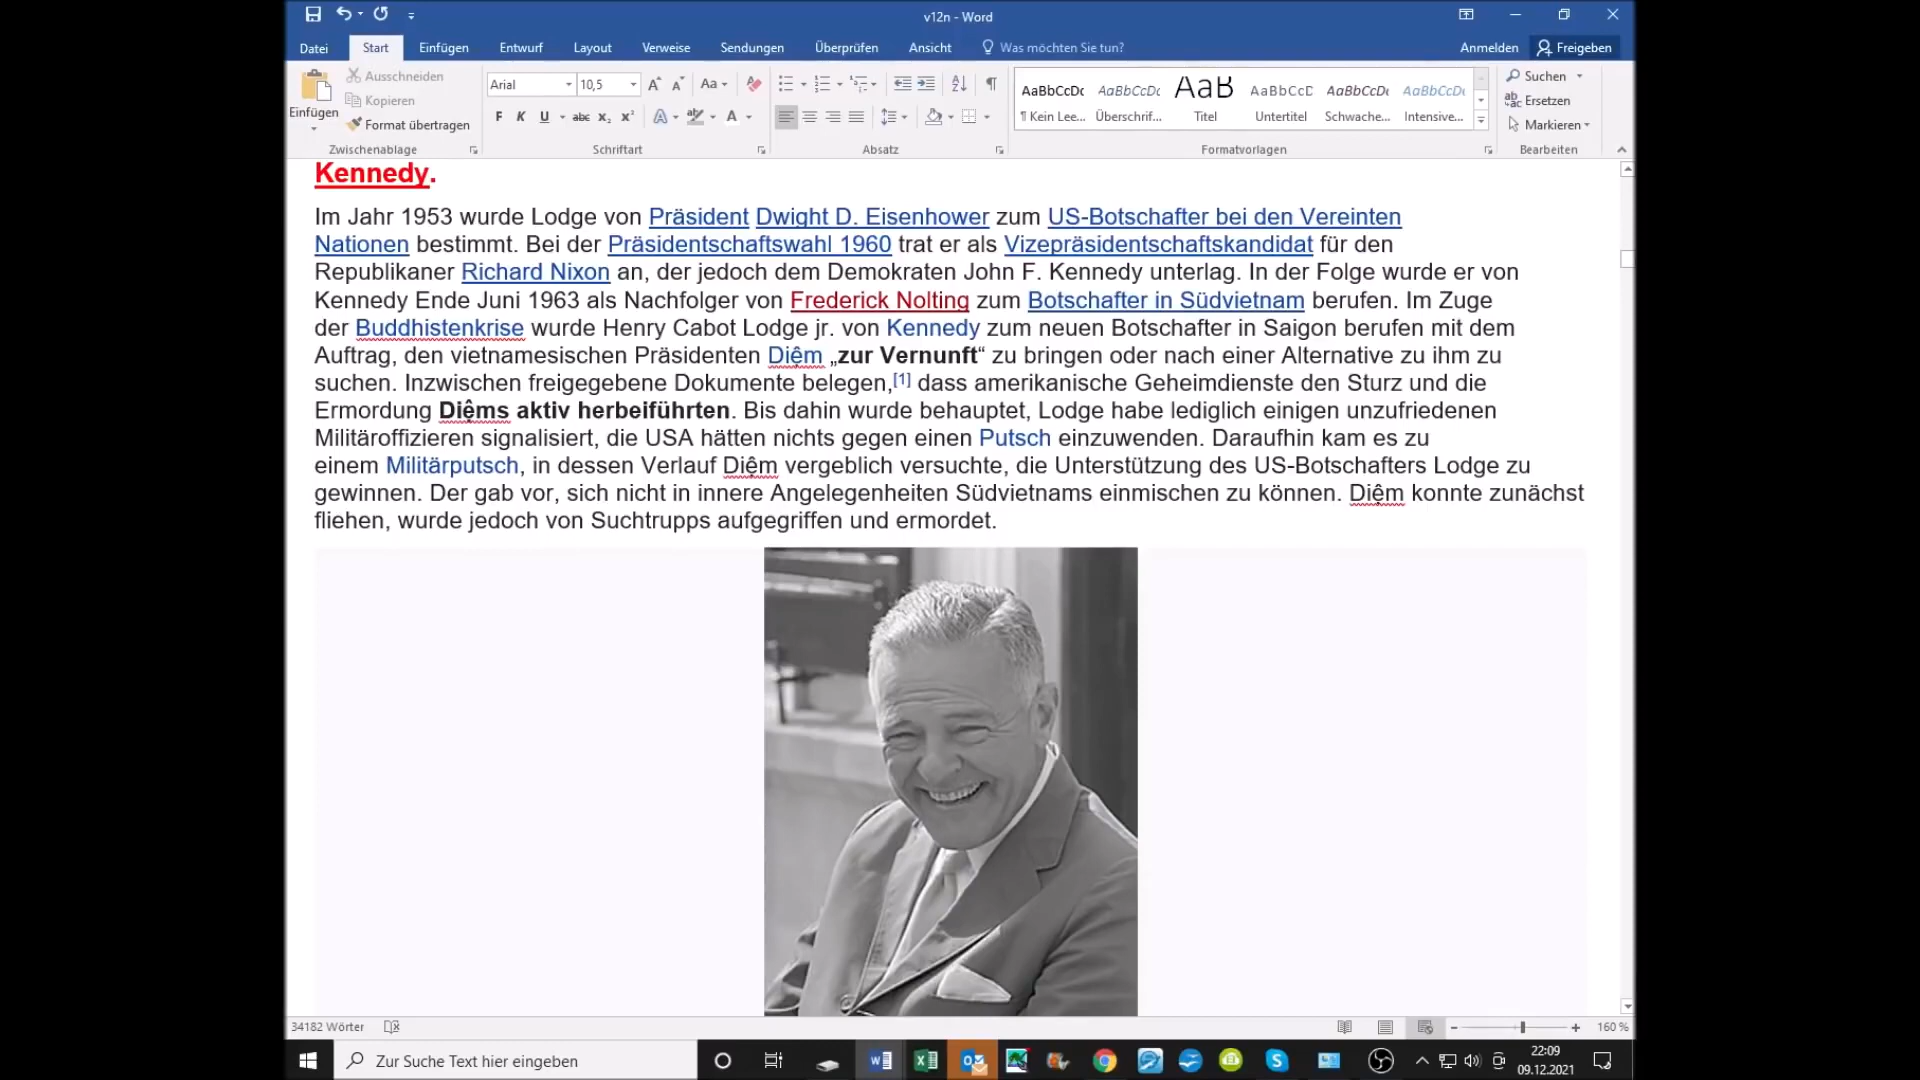 v12n - Word
Datei Start Einfügen Entwurf Layout Verweise Sendungen Überprüfen Ansicht Was möchten Sie tun? Anmelden Freigeben
Einfügen
Ausschneiden
Kopieren
Format übertragen
Zwischenablage
Arial 10,5
F K U abc x₂ x²
Schriftart
Absatz
AaBbCcDc AaBbCcDc AaB AaBbCcD AaBbCcDc AaBbCcDc
¶ Kein Lee... Überschrif... Titel Untertitel Schwache... Intensive...
Formatvorlagen
Suchen
Ersetzen
Markieren
Bearbeiten
Kennedy.
Im Jahr 1953 wurde Lodge von Präsident Dwight D. Eisenhower zum US-Botschafter bei den Vereinten
Nationen bestimmt. Bei der Präsidentschaftswahl 1960 trat er als Vizepräsidentschaftskandidat für den
Republikaner Richard Nixon an, der jedoch dem Demokraten John F. Kennedy unterlag. In der Folge wurde er von
Kennedy Ende Juni 1963 als Nachfolger von Frederick Nolting zum Botschafter in Südvietnam berufen. Im Zuge
der Buddhistenkrise wurde Henry Cabot Lodge jr. von Kennedy zum neuen Botschafter in Saigon berufen mit dem
Auftrag, den vietnamesischen Präsidenten Diệm „zur Vernunft“ zu bringen oder nach einer Alternative zu ihm zu
suchen. Inzwischen freigegebene Dokumente belegen,[1] dass amerikanische Geheimdienste den Sturz und die
Ermordung Diệms aktiv herbeiführten. Bis dahin wurde behauptet, Lodge habe lediglich einigen unzufriedenen
Militäroffizieren signalisiert, die USA hätten nichts gegen einen Putsch einzuwenden. Daraufhin kam es zu
einem Militärputsch, in dessen Verlauf Diệm vergeblich versuchte, die Unterstützung des US-Botschafters Lodge zu
gewinnen. Der gab vor, sich nicht in innere Angelegenheiten Südvietnams einmischen zu können. Diệm konnte zunächst
fliehen, wurde jedoch von Suchtrupps aufgegriffen und ermordet.
34182 Wörter
160 %
Zur Suche Text hier eingeben
22:09
09.12.2021